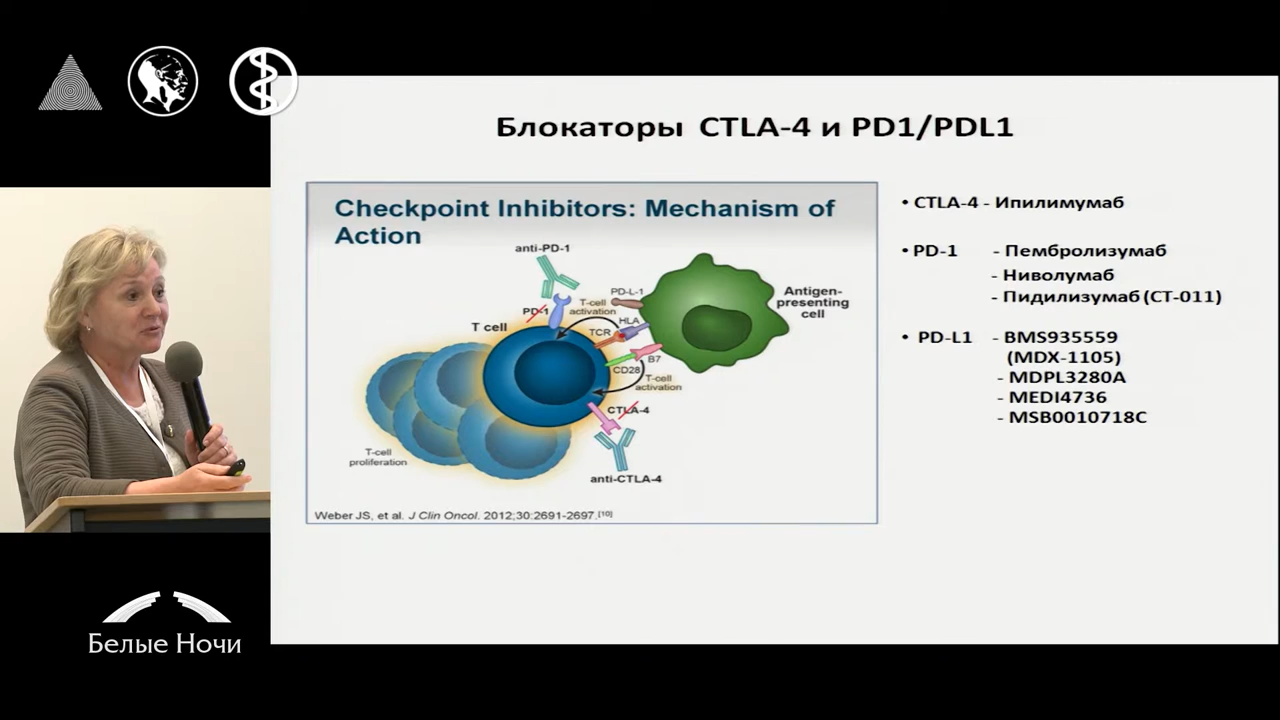 Блокаторы CTLA-4 и PD1/PDL1
Checkpoint Inhibitors: Mechanism of
Action
anti-PD-1
PD-1
PD-L-1
T-cell
activation
HLA
TCR
T cell
Antigen-
presenting
cell
B7
CD28
T-cell
activation
CTLA-4
anti-CTLA-4
T-cell
proliferation
Weber JS, et al. J Clin Oncol. 2012;30:2691-2697.[10]
• CTLA-4 - Ипилимумаб
• PD-1 - Пембролизумаб
- Ниволумаб
- Пидилизумаб (CT-011)
• PD-L1 - BMS935559
(MDX-1105)
- MDPL3280A
- MEDI4736
- MSB0010718C
Белые Ночи